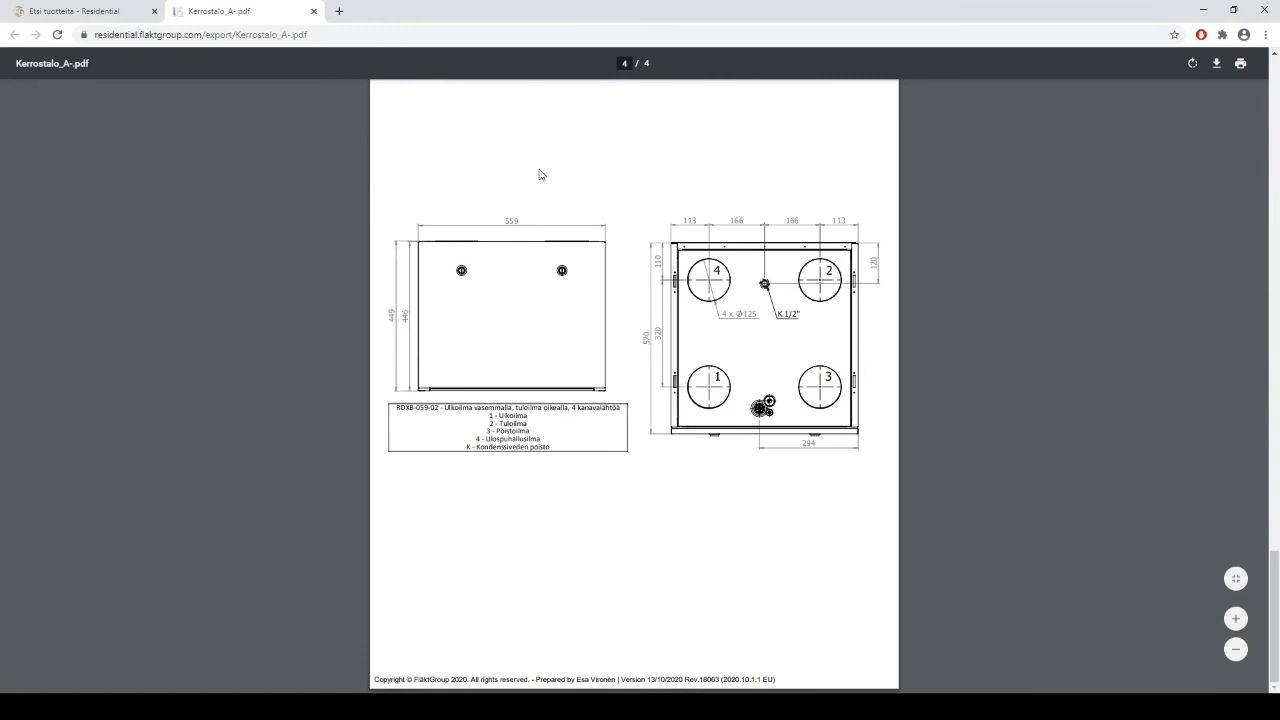 Etsi tuotteita - Residential
Kerrostalo_A-.pdf
residential.flaktgroup.com/export/Kerrostalo_A-.pdf
Kerrostalo_A-.pdf
4 / 4
559
449
446
RDXB-059-02 - Ulkoilma vasemmalla, tuloilma oikealla, 4 kanavalähtöä
1 - Ulkoilma
2 - Tuloilma
3 - Poistoilma
4 - Ulospuhallusilma
K - Kondenssiveden poisto
113 166 166 113
110
120
4
2
4 x Ø125
K 1/2"
570
320
1
3
294
Copyright © FläktGroup 2020. All rights reserved. - Prepared by Esa Vironen | Version 13/10/2020 Rev.18063 (2020.10.1.1 EU)